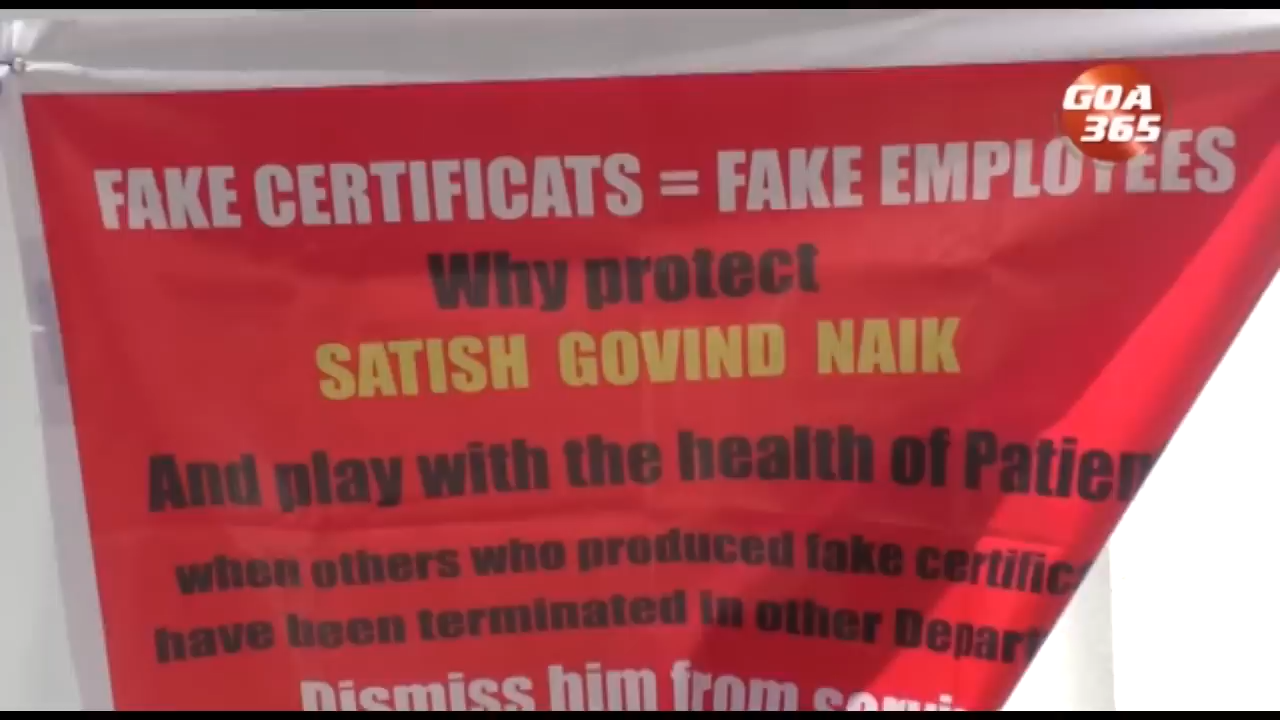 GOA
365
FAKE CERTIFICATS = FAKE EMPLOYEES
Why protect
SATISH GOVIND NAIK
And play with the health of Patien
when others who produced fake certific
have been terminated in other Depart
Dismiss him from servi